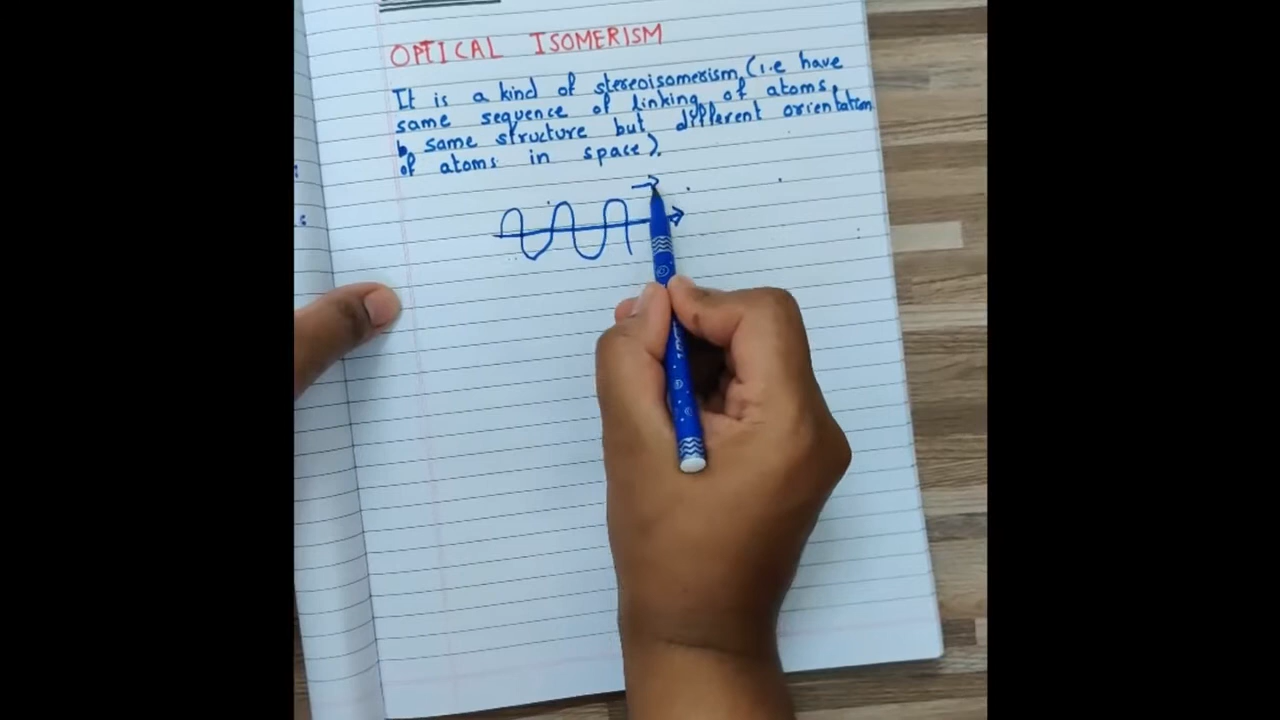 OPTICAL ISOMERISM
It is a kind of stereoisomerism (i.e have
same sequence of linking of atoms,
same structure but different orientation
of atoms in space).